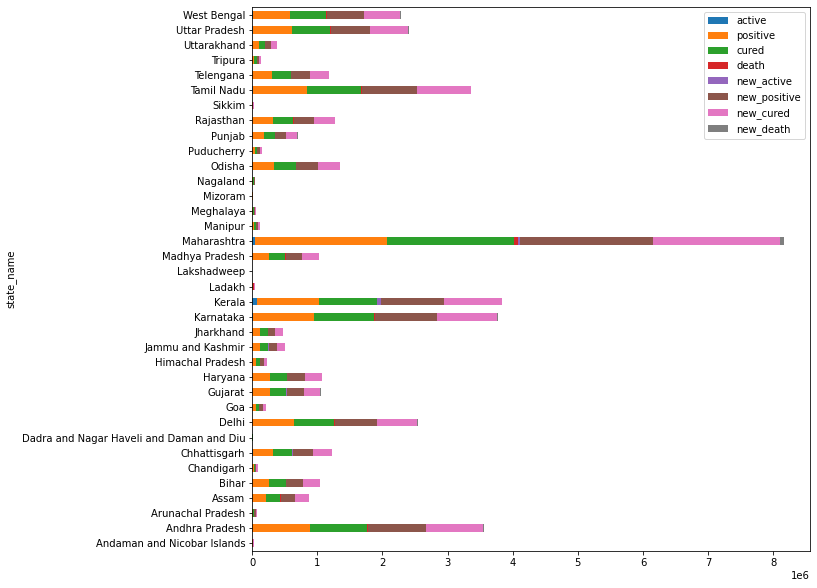 West Bengal
Uttar Pradesh
Uttarakhand
Tripura
Telengana
Tamil Nadu
Sikkim
Rajasthan
Punjab
Puducherry
Odisha
Nagaland
Mizoram
Meghalaya
Manipur
Maharashtra
Madhya Pradesh
Lakshadweep
Ladakh
Kerala
Karnataka
Jharkhand
Jammu and Kashmir
Himachal Pradesh
Haryana
Gujarat
Goa
Delhi
Dadra and Nagar Haveli and Daman and Diu
Chhattisgarh
Chandigarh
Bihar
Assam
Arunachal Pradesh
Andhra Pradesh
Andaman and Nicobar Islands
state_name
0 1 2 3 4 5 6 7 8
1e6
active
positive
cured
death
new_active
new_positive
new_cured
new_death